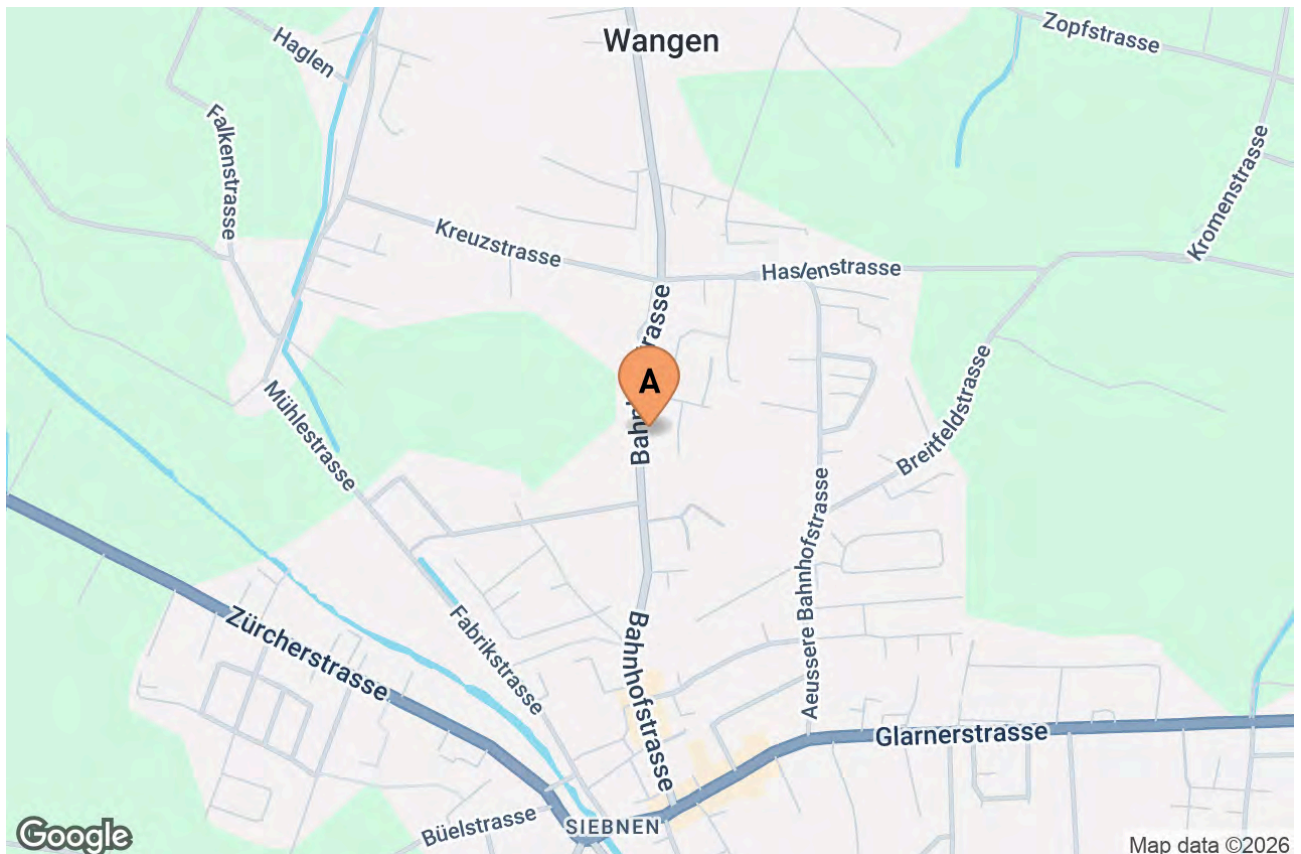 Wangen
Zopfstrasse
Haglen
Falkenstrasse
Kromenstrasse
Kreuzstrasse
Haslenstrasse
Bahnhofstrasse
A
Mühlestrasse
Breitfeldstrasse
Aeussere Bahnhofstrasse
Zürcherstrasse
Fabrikstrasse
Bahnhofstrasse
Glarnerstrasse
Büelstrasse
SIEBNEN
Google
Map data ©2026